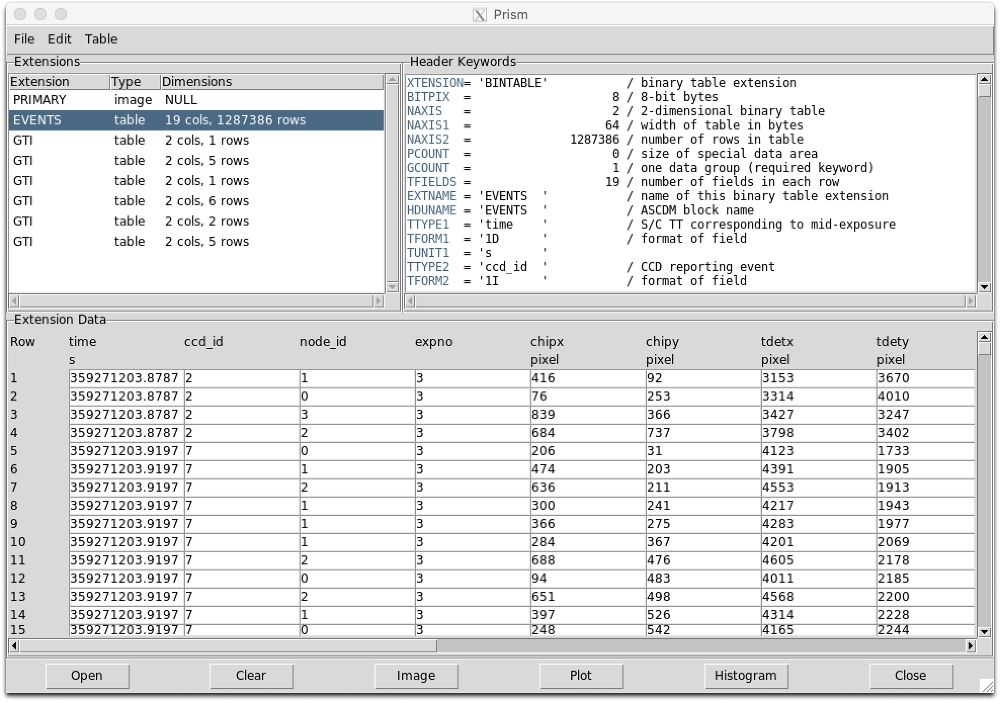 Prism
File Edit Table
Extensions
Extension Type Dimensions
PRIMARY image NULL
EVENTS table 19 cols, 1287386 rows
GTI table 2 cols, 1 rows
GTI table 2 cols, 5 rows
GTI table 2 cols, 1 rows
GTI table 2 cols, 6 rows
GTI table 2 cols, 2 rows
GTI table 2 cols, 5 rows
Header Keywords
XTENSION= 'BINTABLE' / binary table extension
BITPIX = 8 / 8-bit bytes
NAXIS = 2 / 2-dimensional binary table
NAXIS1 = 64 / width of table in bytes
NAXIS2 = 1287386 / number of rows in table
PCOUNT = 0 / size of special data area
GCOUNT = 1 / one data group (required keyword)
TFIELDS = 19 / number of fields in each row
EXTNAME = 'EVENTS ' / name of this binary table extension
HDUNAME = 'EVENTS ' / ASCDM block name
TTYPE1 = 'time ' / S/C TT corresponding to mid-exposure
TFORM1 = '1D ' / format of field
TUNIT1 = 's '
TTYPE2 = 'ccd_id ' / CCD reporting event
TFORM2 = '1I ' / format of field
Extension Data
Row time ccd_id node_id expno chipx chipy tdetx tdety
s pixel pixel pixel pixel
1 359271203.8787 2 1 3 416 92 3153 3670
2 359271203.8787 2 0 3 76 253 3314 4010
3 359271203.8787 2 3 3 839 366 3427 3247
4 359271203.8787 2 2 3 684 737 3798 3402
5 359271203.9197 7 0 3 206 31 4123 1733
6 359271203.9197 7 1 3 474 203 4391 1905
7 359271203.9197 7 2 3 636 211 4553 1913
8 359271203.9197 7 1 3 300 241 4217 1943
9 359271203.9197 7 1 3 366 275 4283 1977
10 359271203.9197 7 1 3 284 367 4201 2069
11 359271203.9197 7 2 3 688 476 4605 2178
12 359271203.9197 7 0 3 94 483 4011 2185
13 359271203.9197 7 2 3 651 498 4568 2200
14 359271203.9197 7 1 3 397 526 4314 2228
15 359271203.9197 7 0 3 248 542 4165 2244
Open Clear Image Plot Histogram Close